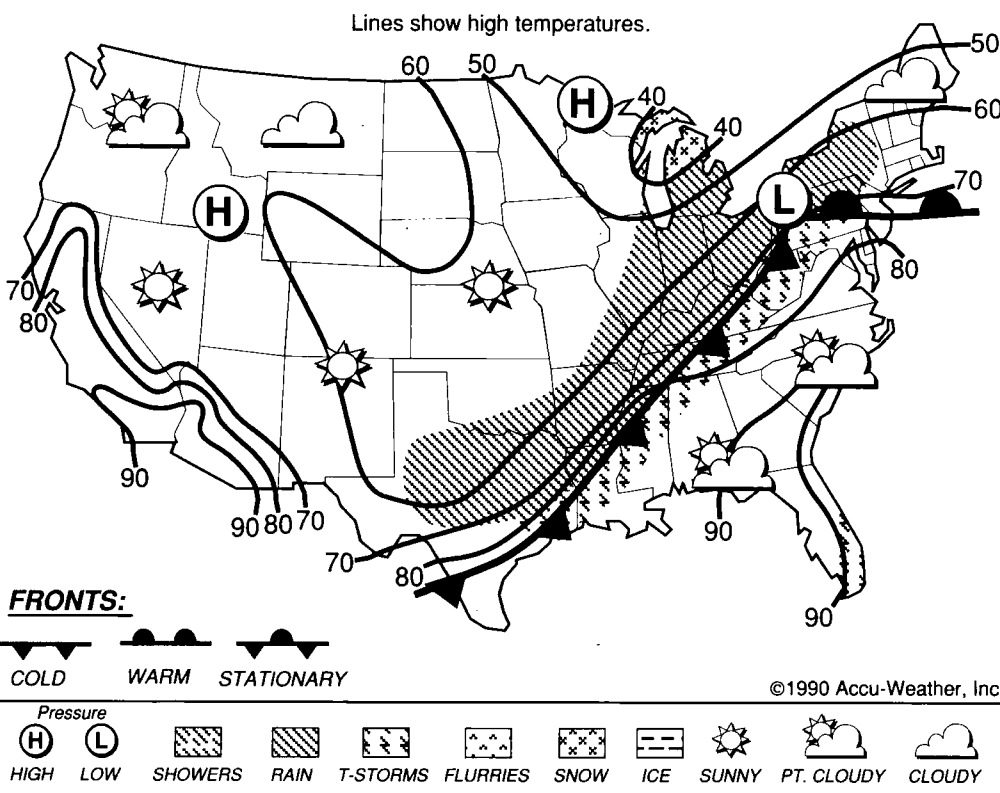 Lines show high temperatures.
60 50 50
H 40
40 60
H L 70
70 80
80
90
90 80 70
70
80
90
90
FRONTS:
COLD WARM STATIONARY
©1990 Accu-Weather, Inc
Pressure
H L
HIGH LOW SHOWERS RAIN T-STORMS FLURRIES SNOW ICE SUNNY PT. CLOUDY CLOUDY